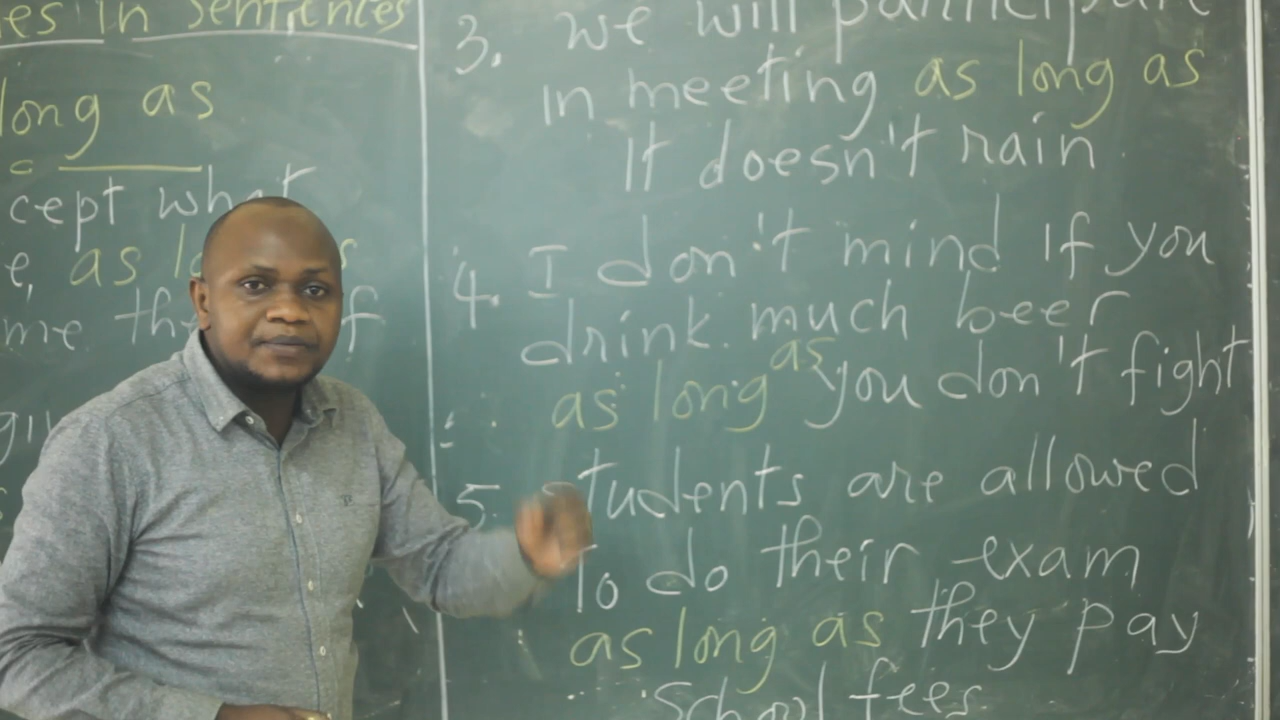 es in sentences
long as
cept what
e, as
me the if
3. we will participate
in meeting as long as
It doesn't rain
4. I don't mind If you
drink. much beer
as long as you don't fight
5. students are allowed
To do their exam
as long as they pay
school fees